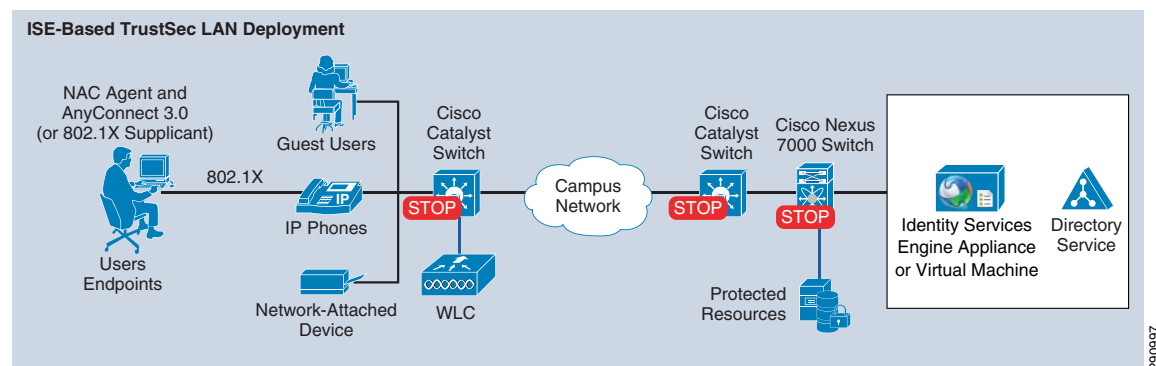 ISE-Based TrustSec LAN Deployment
NAC Agent and
AnyConnect 3.0
(or 802.1X Supplicant)
Users
Endpoints
802.1X
Guest Users
IP
IP Phones
Network-Attached
Device
Cisco
Catalyst
Switch
STOP
WLC
Campus
Network
Cisco
Catalyst
Switch
STOP
Cisco Nexus
7000 Switch
STOP
Protected
Resources
Identity Services
Engine Appliance
or Virtual Machine
Directory
Service
290997